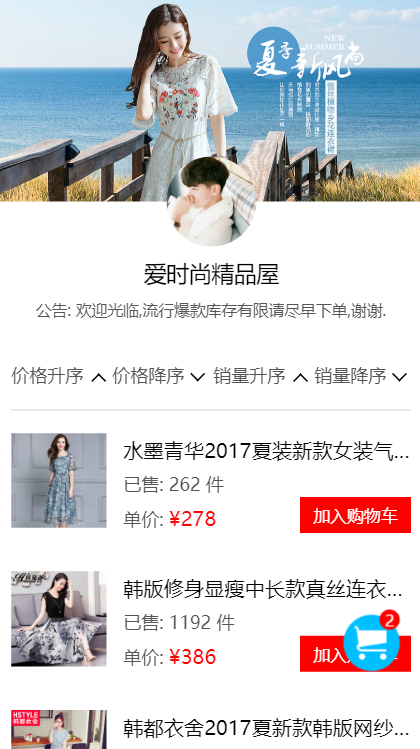 NEW
SUMMER
夏季新风尚
蕾丝植物乡花连衣裙
爱时尚精品屋
公告: 欢迎光临,流行爆款库存有限请尽早下单,谢谢.
价格升序 价格降序 销量升序 销量降序
水墨青华2017夏装新款女装气...
已售: 262 件
单价: ¥278
加入购物车
韩版修身显瘦中长款真丝连衣...
已售: 1192 件
单价: ¥386
加入
2
HSTYLE
韩都衣舍
韩都衣舍2017夏新款韩版网纱...